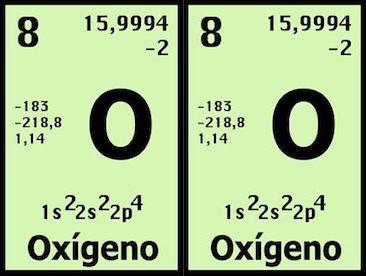 8 15,9994
-2
-183
-218,8
1,14
O
1s²2s²2p⁴
Oxígeno
8 15,9994
-2
-183
-218,8
1,14
O
1s²2s²2p⁴
Oxígeno